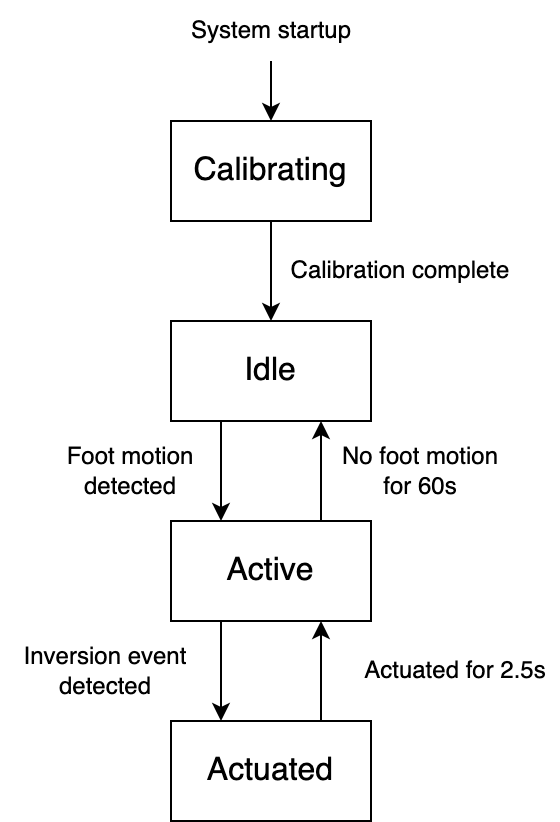 System startup
Calibrating
Calibration complete
Idle
Foot motion
detected
No foot motion
for 60s
Active
Inversion event
detected
Actuated for 2.5s
Actuated